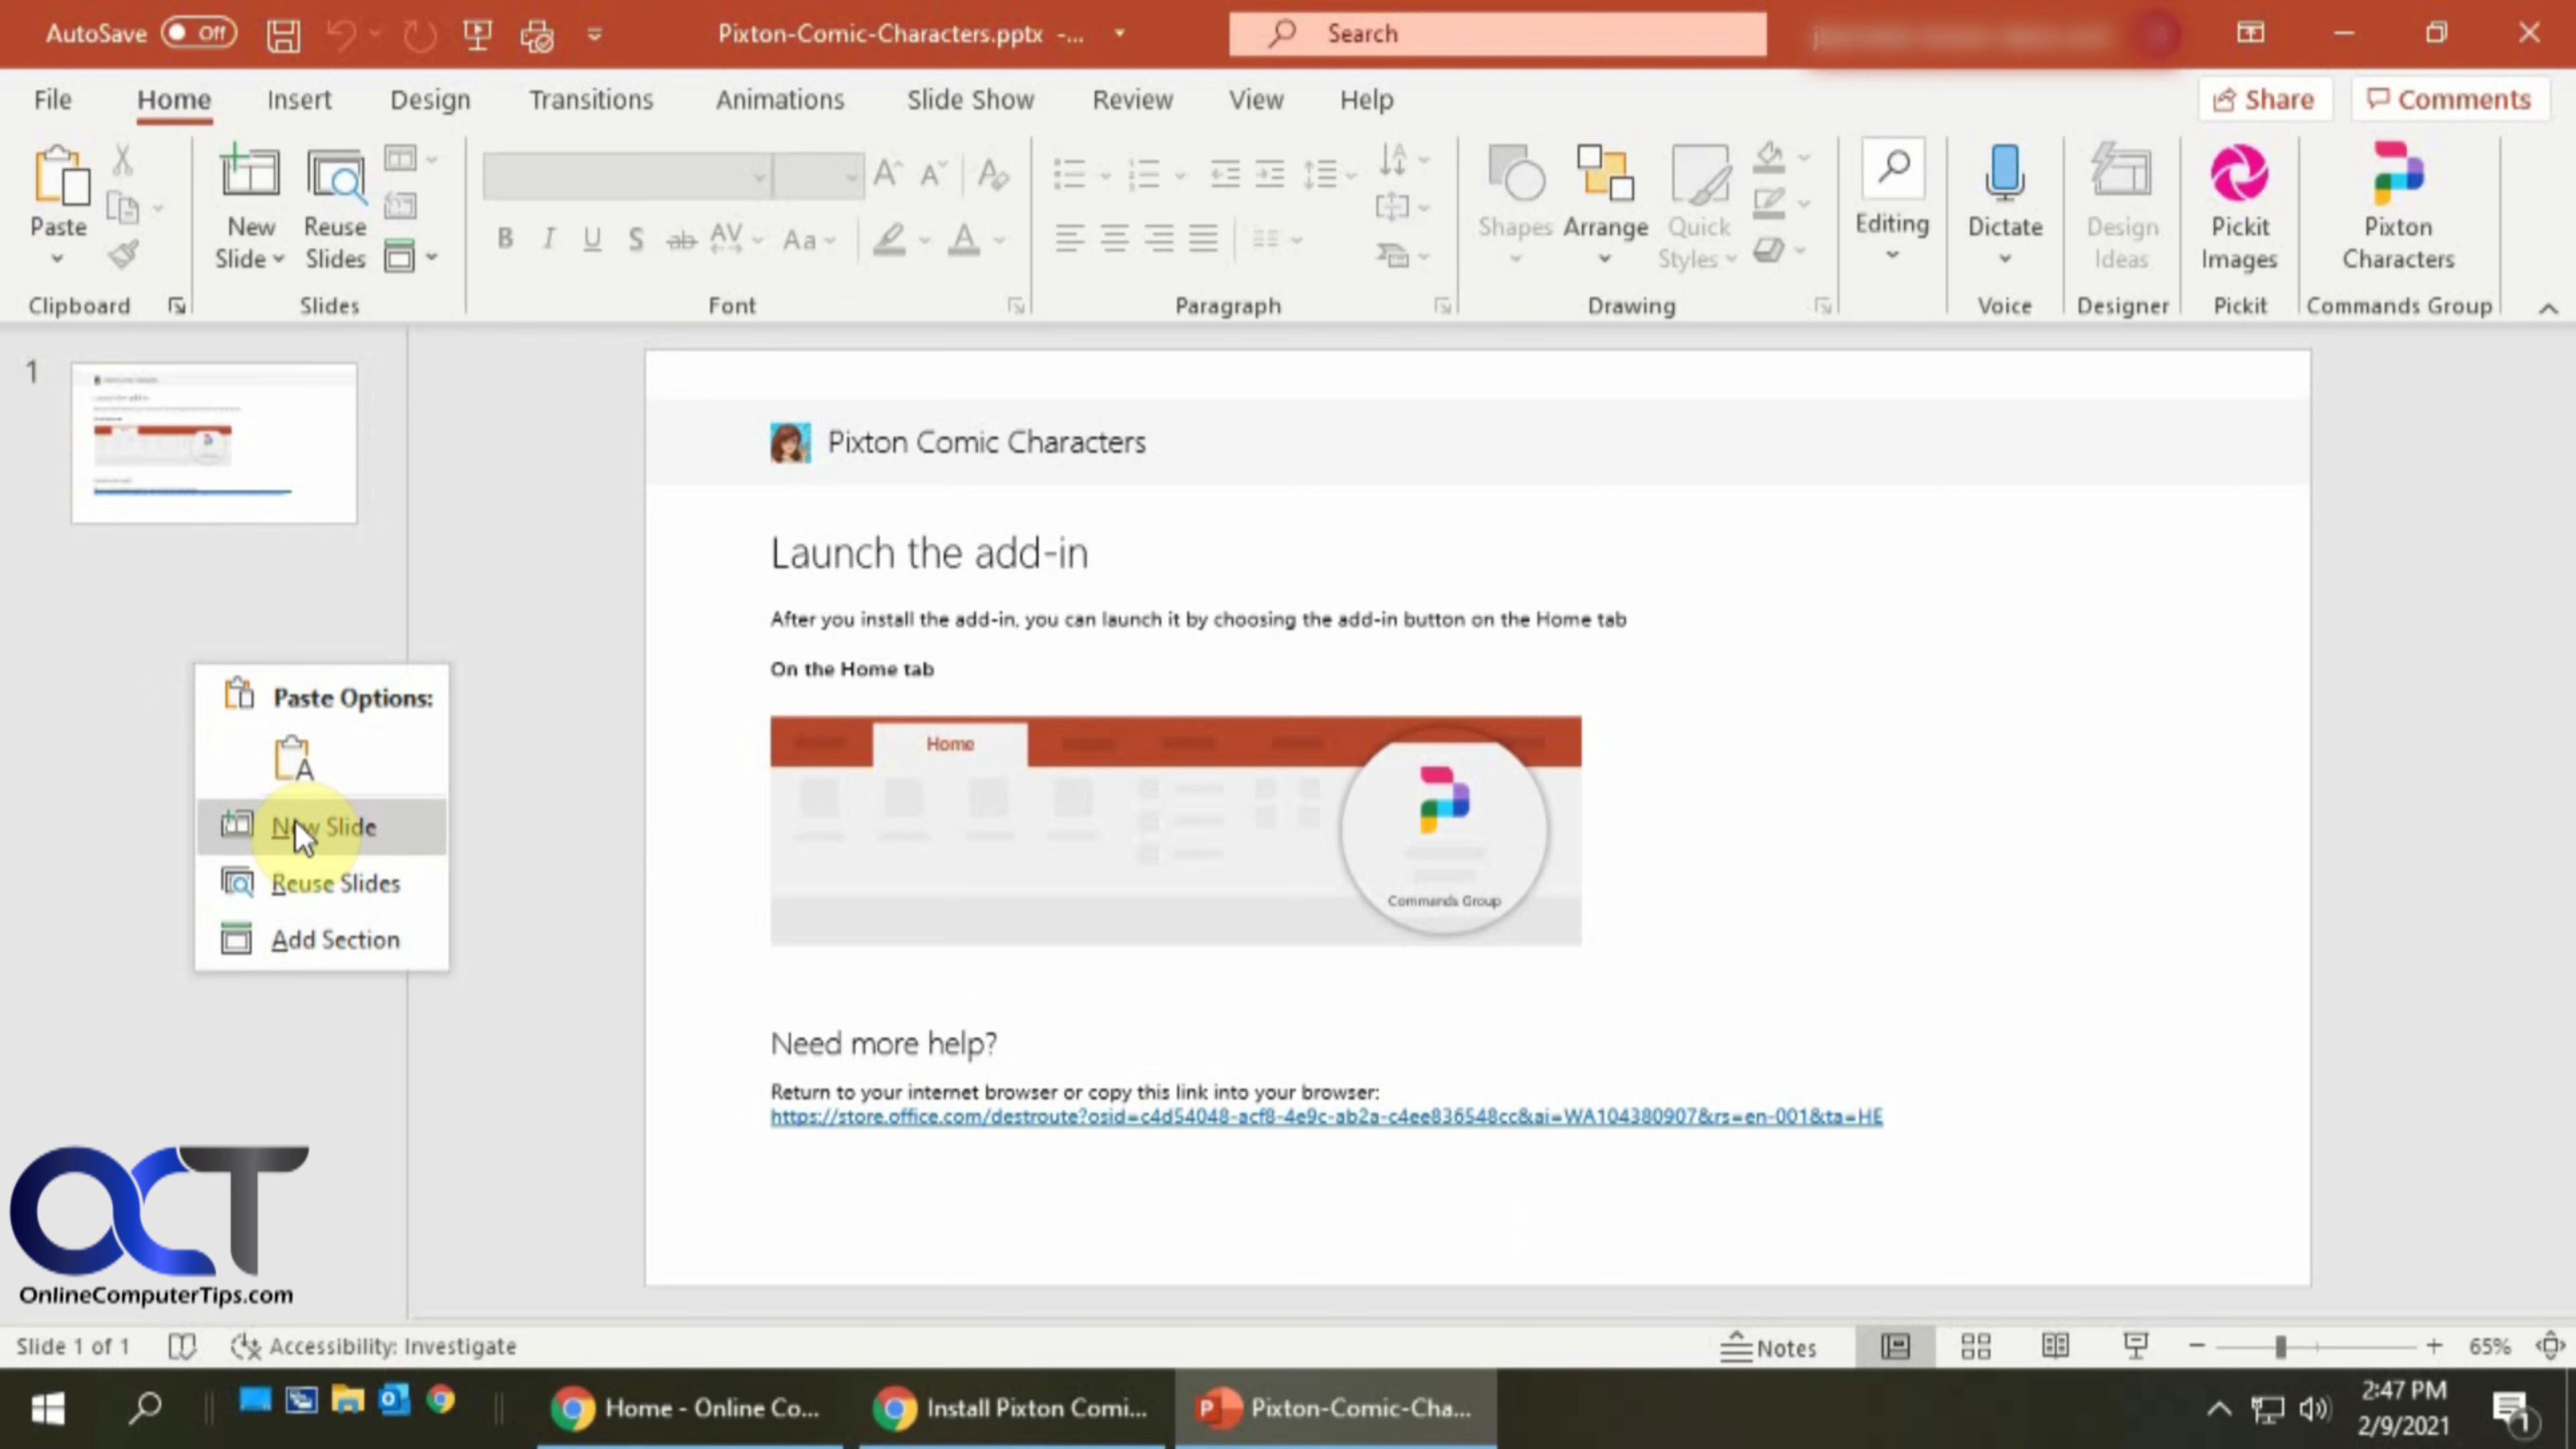 AutoSave Off Pixton-Comic-Characters.pptx -... Search
File Home Insert Design Transitions Animations Slide Show Review View Help Share Comments
Paste New Slide Reuse Slides Shapes Arrange Quick Styles Editing Dictate Design Ideas Pickit Images Pixton Characters
B I U S ab AV Aa A
Clipboard Slides Font Paragraph Drawing Voice Designer Pickit Commands Group
1
Pixton Comic Characters
Launch the add-in
After you install the add-in, you can launch it by choosing the add-in button on the Home tab
On the Home tab
Home
Commands Group
Paste Options:
A
New Slide
Reuse Slides
Add Section
Need more help?
Return to your internet browser or copy this link into your browser:
https://store.office.com/destroute?osid=c4d54048-acf8-4e9c-ab2a-c4ee836548cc&ai=WA104380907&rs=en-001&ta=HE
OCT
OnlineComputerTips.com
Slide 1 of 1 Accessibility: Investigate Notes 65%
Home - Online Co... Install Pixton Comi... Pixton-Comic-Cha... 2:47 PM
2/9/2021 1